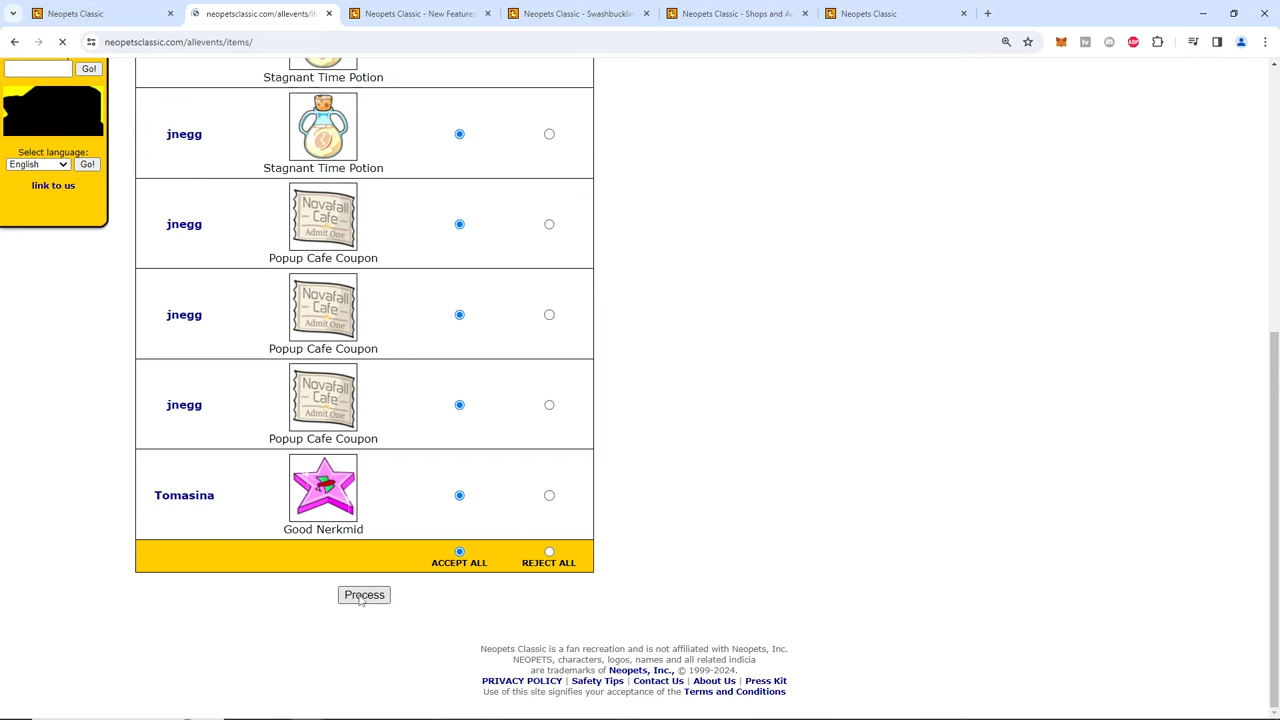 Neopets Classic
neopetsclassic.com/allevents/it
Neopets Classic - New Features
Neopets Classic - Swashbucklin
Neopets Classic - Shops and Au
Neopets Classic
neopetsclassic.com/allevents/items/
Go!
Select language:
English Go!
link to us
Stagnant Time Potion
jnegg
Stagnant Time Potion
jnegg
Novafall
Cafe
Admit One
Popup Cafe Coupon
jnegg
Novafall
Cafe
Admit One
Popup Cafe Coupon
jnegg
Novafall
Cafe
Admit One
Popup Cafe Coupon
Tomasina
Good Nerkmid
ACCEPT ALL REJECT ALL
Process
Neopets Classic is a fan recreation and is not affiliated with Neopets, Inc.
NEOPETS, characters, logos, names and all related indicia
are trademarks of Neopets, Inc., © 1999-2024.
PRIVACY POLICY | Safety Tips | Contact Us | About Us | Press Kit
Use of this site signifies your acceptance of the Terms and Conditions